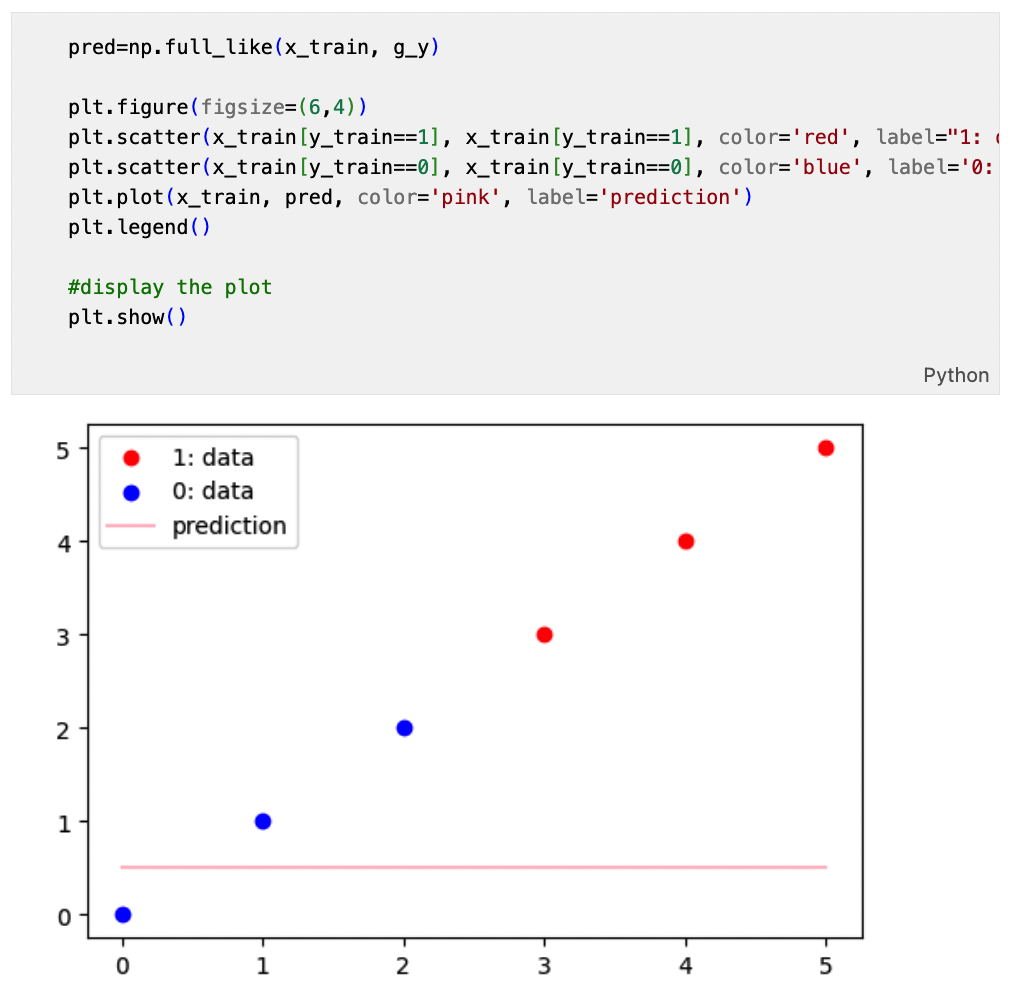 pred=np.full_like(x_train, g_y)
plt.figure(figsize=(6,4))
plt.scatter(x_train[y_train==1], x_train[y_train==1], color='red', label="1:
plt.scatter(x_train[y_train==0], x_train[y_train==0], color='blue', label='0:
plt.plot(x_train, pred, color='pink', label='prediction')
plt.legend()
#display the plot
plt.show()
Python
1: data
0: data
prediction
5
4
3
2
1
0
0 1 2 3 4 5